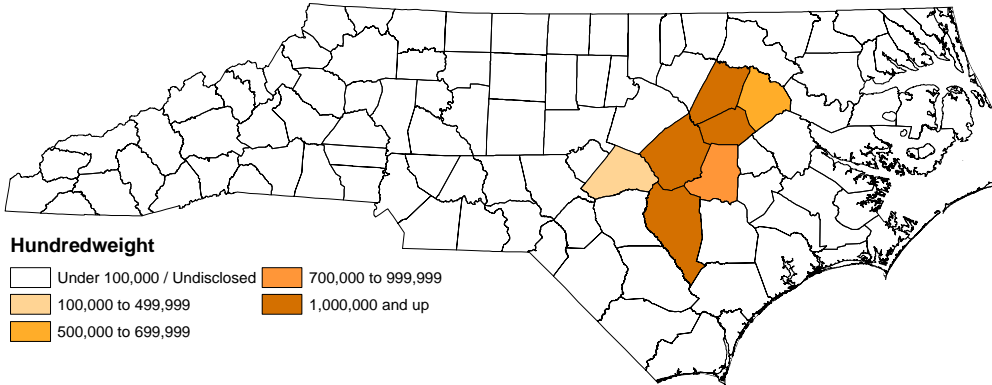 Hundredweight
Under 100,000 / Undisclosed
100,000 to 499,999
500,000 to 699,999
700,000 to 999,999
1,000,000 and up